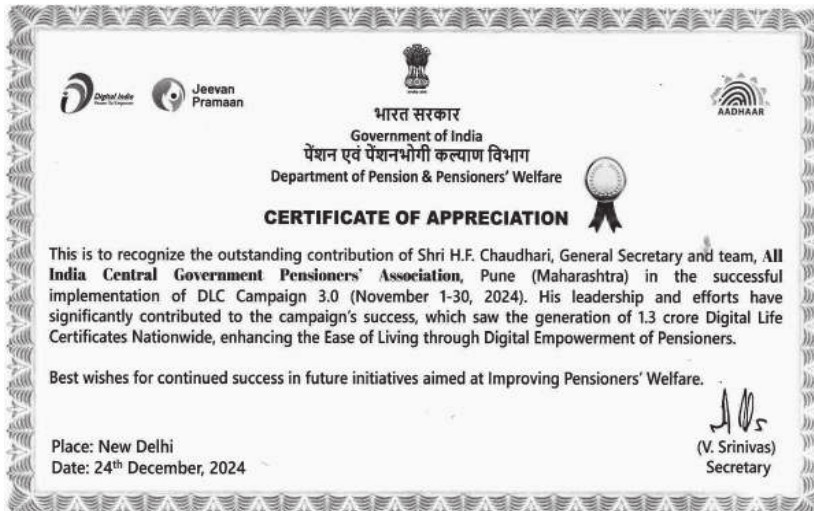 Digital India
Power To Empower
Jeevan
Pramaan
AADHAAR
भारत सरकार
Government of India
पेंशन एवं पेंशनभोगी कल्याण विभाग
Department of Pension & Pensioners' Welfare
CERTIFICATE OF APPRECIATION
This is to recognize the outstanding contribution of Shri H.F. Chaudhari, General Secretary and team, All
India Central Government Pensioners' Association, Pune (Maharashtra) in the successful
implementation of DLC Campaign 3.0 (November 1-30, 2024). His leadership and efforts have
significantly contributed to the campaign's success, which saw the generation of 1.3 crore Digital Life
Certificates Nationwide, enhancing the Ease of Living through Digital Empowerment of Pensioners.
Best wishes for continued success in future initiatives aimed at Improving Pensioners' Welfare.
(V. Srinivas)
Place: New Delhi
Date: 24th December, 2024
Secretary